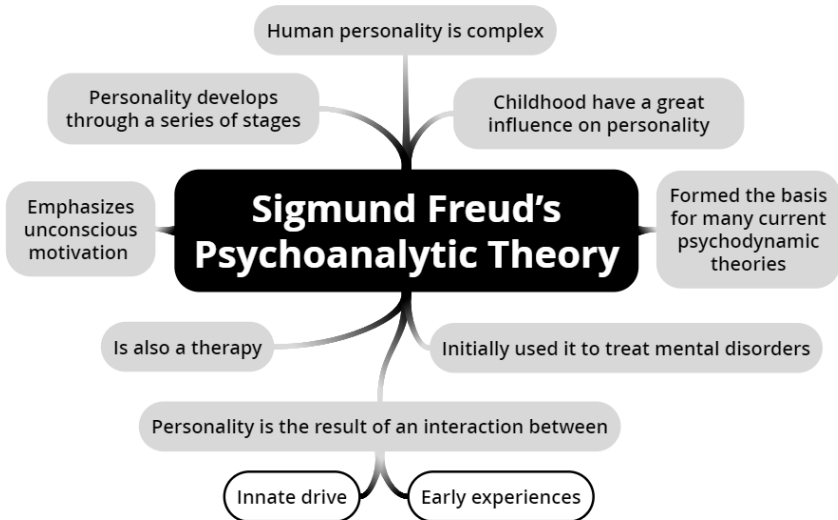 Human personality is complex
Personality develops
through a series of stages
Childhood have a great
influence on personality
Emphasizes
unconscious
motivation
Sigmund Freud’s
Psychoanalytic Theory
Formed the basis
for many current
psychodynamic
theories
Is also a therapy
Initially used it to treat mental disorders
Personality is the result of an interaction between
Innate drive
Early experiences